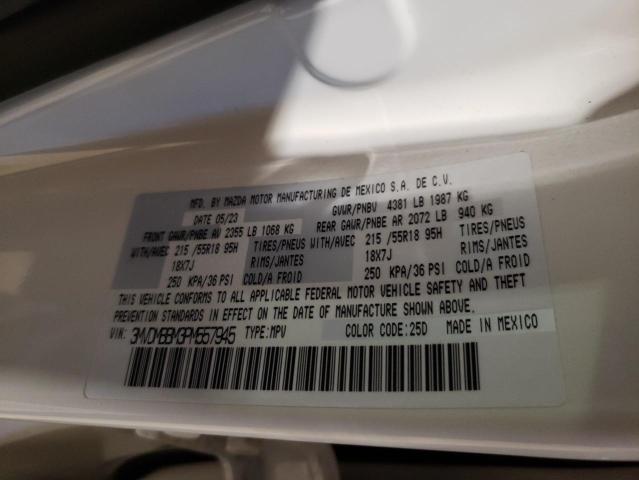 MFD. BY MAZDA MOTOR MANUFACTURING DE MEXICO S.A. DE C.V.
DATE 05/23 GVWR/PNBV 4381 LB 1987 KG
FRONT GAWR/PNBE AV 2355 LB 1068 KG REAR GAWR/PNBE AR 2072 LB 940 KG
WITH/AVEC 215 /55R18 95H TIRES/PNEUS WITH/AVEC 215 /55R18 95H TIRES/PNEUS
18X7J RIMS/JANTES 18X7J RIMS/JANTES
250 KPA/36 PSI COLD/A FROID 250 KPA/36 PSI COLD/A FROID
THIS VEHICLE CONFORMS TO ALL APPLICABLE FEDERAL MOTOR VEHICLE SAFETY AND THEFT
PREVENTION STANDARDS IN EFFECT ON THE DATE OF MANUFACTURE SHOWN ABOVE.
VIN: 3MVDMBBM3PM557945 TYPE:MPV COLOR CODE:25D MADE IN MEXICO